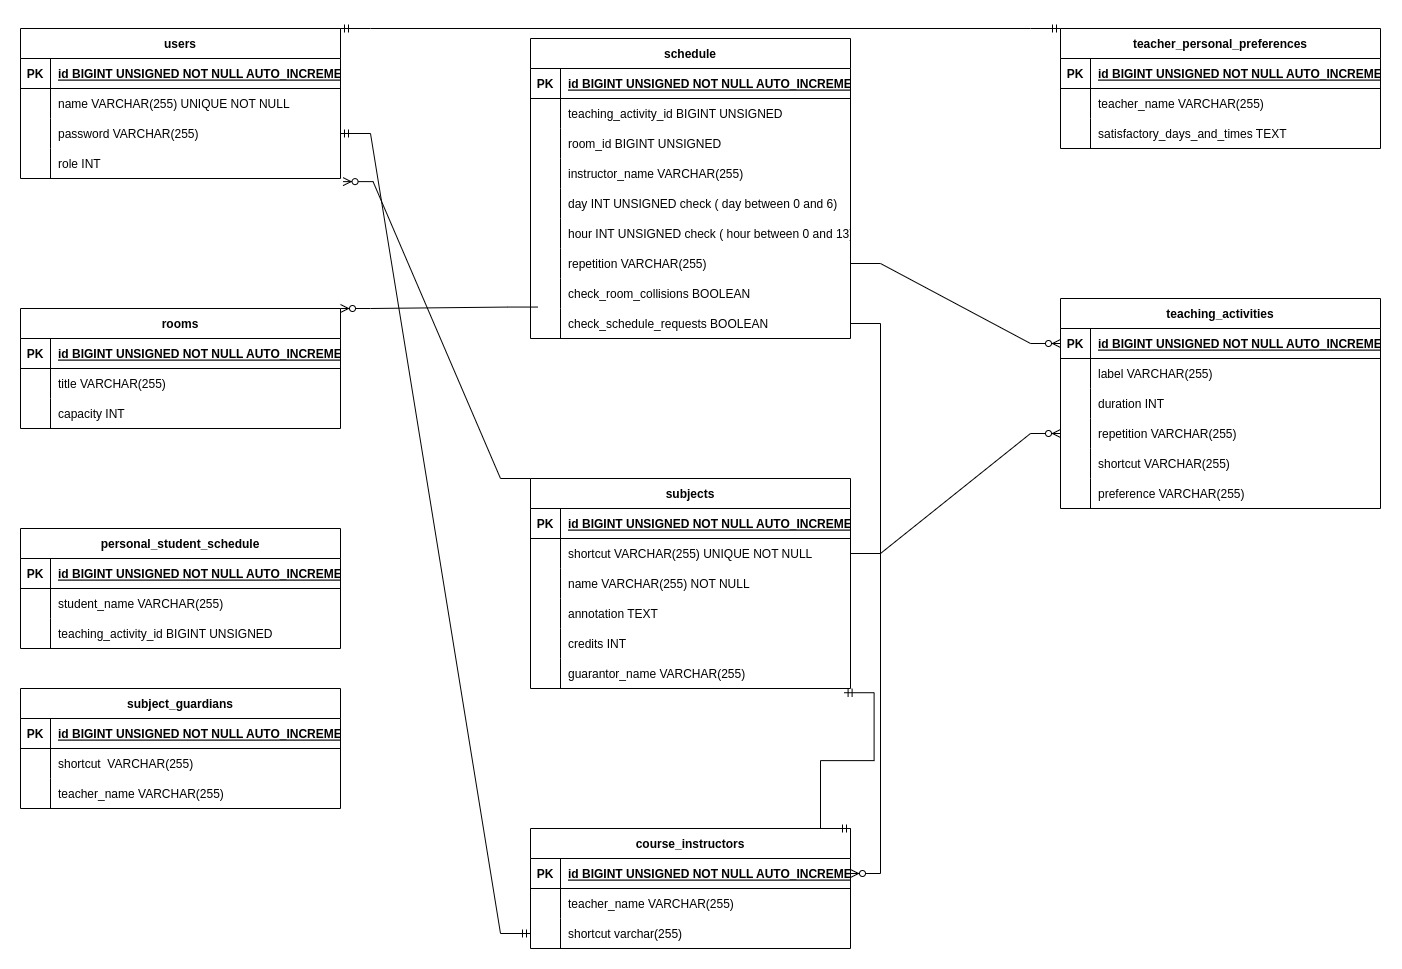 users
PK id BIGINT UNSIGNED NOT NULL AUTO_INCREME
name VARCHAR(255) UNIQUE NOT NULL
password VARCHAR(255)
role INT
schedule
PK id BIGINT UNSIGNED NOT NULL AUTO_INCREME
teaching_activity_id BIGINT UNSIGNED
room_id BIGINT UNSIGNED
instructor_name VARCHAR(255)
day INT UNSIGNED check ( day between 0 and 6)
hour INT UNSIGNED check ( hour between 0 and 13
repetition VARCHAR(255)
check_room_collisions BOOLEAN
check_schedule_requests BOOLEAN
teacher_personal_preferences
PK id BIGINT UNSIGNED NOT NULL AUTO_INCREME
teacher_name VARCHAR(255)
satisfactory_days_and_times TEXT
rooms
PK id BIGINT UNSIGNED NOT NULL AUTO_INCREME
title VARCHAR(255)
capacity INT
teaching_activities
PK id BIGINT UNSIGNED NOT NULL AUTO_INCREME
label VARCHAR(255)
duration INT
repetition VARCHAR(255)
shortcut VARCHAR(255)
preference VARCHAR(255)
subjects
PK id BIGINT UNSIGNED NOT NULL AUTO_INCREME
shortcut VARCHAR(255) UNIQUE NOT NULL
name VARCHAR(255) NOT NULL
annotation TEXT
credits INT
guarantor_name VARCHAR(255)
personal_student_schedule
PK id BIGINT UNSIGNED NOT NULL AUTO_INCREME
student_name VARCHAR(255)
teaching_activity_id BIGINT UNSIGNED
subject_guardians
PK id BIGINT UNSIGNED NOT NULL AUTO_INCREME
shortcut  VARCHAR(255)
teacher_name VARCHAR(255)
course_instructors
PK id BIGINT UNSIGNED NOT NULL AUTO_INCREME
teacher_name VARCHAR(255)
shortcut varchar(255)